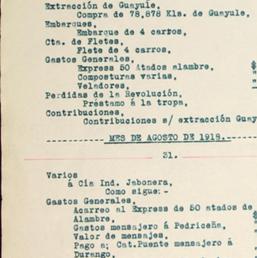 Extracción de Guayule,
Compra de 78,878 Kls. de Guayule,
Embarques,
Embarque de 4 carros,
Cta. de Fletes,
Flete de 4 carros,
Gastos Generales,
Express 50 Atados alambre,
Composturas varias,
Veladores,
Perdidas de la Revolución,
Préstamo á la tropa,
Contribuciones,
Contribuciones s/ extracción Guay
MES DE AGOSTO DE 1918.
31.
Varios
á Cia Ind. Jabonera,
Como sigue:-
Gastos Generales,
Acarreo al Express de 50 atados de
Alambre,
Gastos mensajero á Pedriceña,
Valor de mensajes,
Pago a; Cat.Puente mensajero á
Durango,